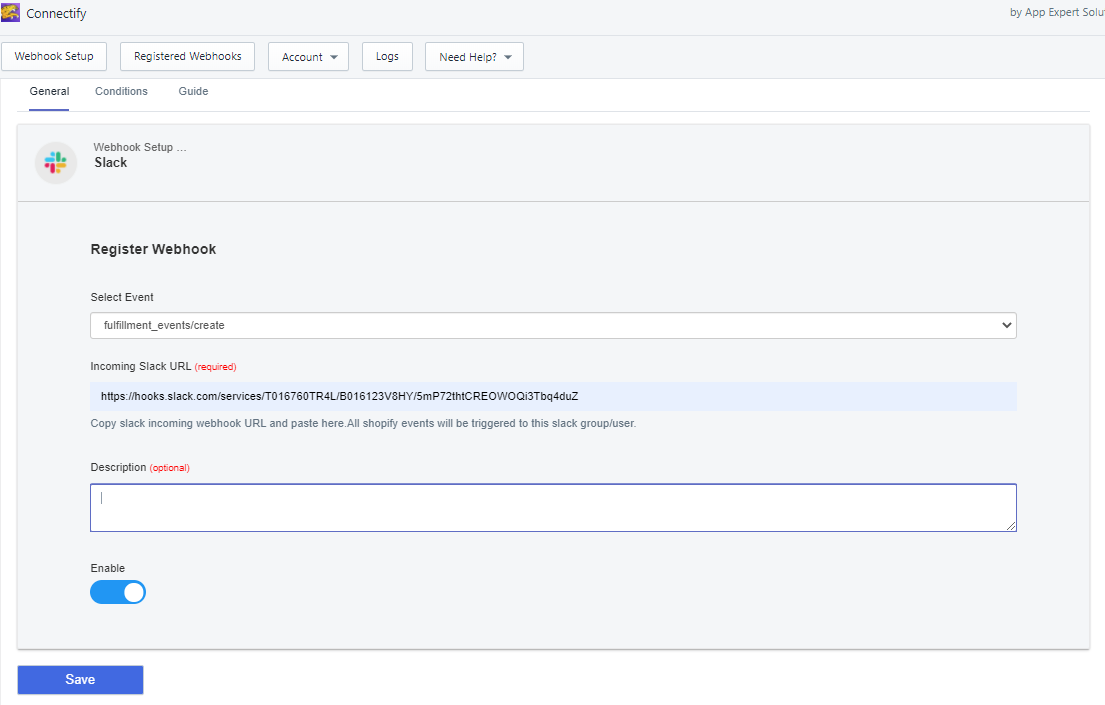 Connectify
by App Expert Solut
Webhook Setup
Registered Webhooks
Account
Logs
Need Help?
General
Conditions
Guide
Webhook Setup ...
Slack
Register Webhook
Select Event
fulfillment_events/create
Incoming Slack URL (required)
https://hooks.slack.com/services/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
Copy slack incoming webhook URL and paste here.All shopify events will be triggered to this slack group/user.
Description (optional)
Enable
Save